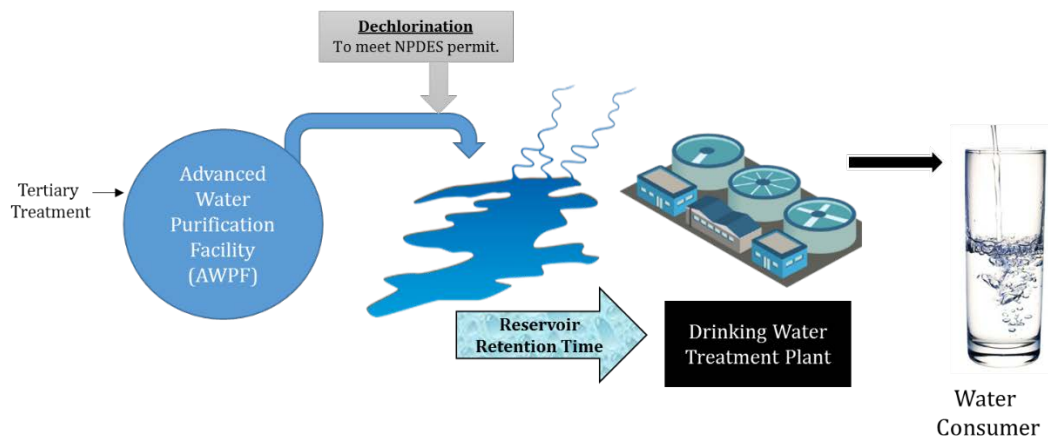 Dechlorination
To meet NPDES permit.
Tertiary
Treatment
Advanced
Water
Purification
Facility
(AWPF)
Reservoir
Retention Time
Drinking Water
Treatment Plant
Water
Consumer